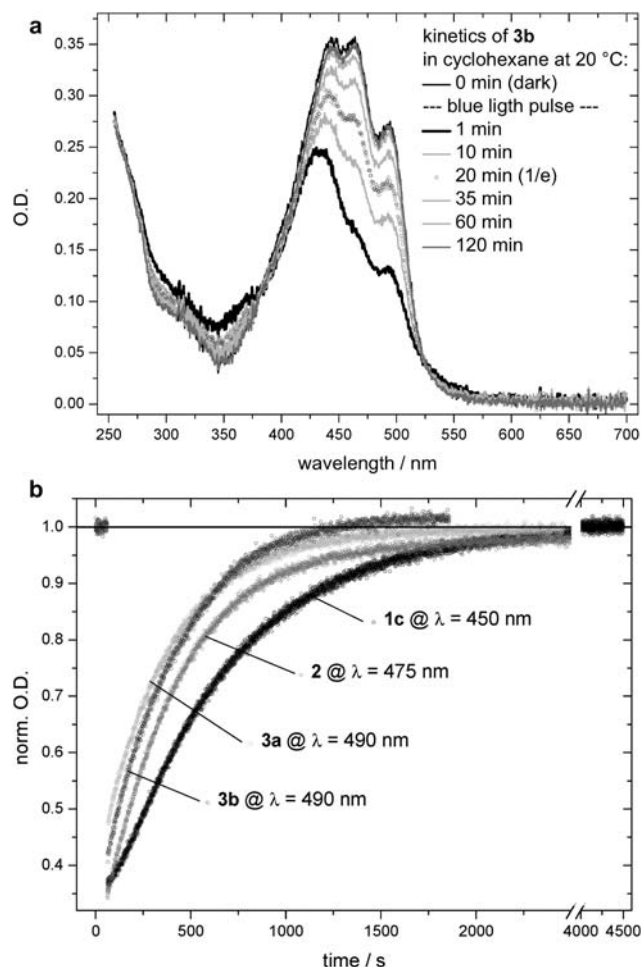 a
kinetics of 3b
in cyclohexane at 20 °C:
0 min (dark)
--- blue ligth pulse ---
1 min
10 min
20 min (1/e)
35 min
60 min
120 min
O.D.
0.35
0.30
0.25
0.20
0.15
0.10
0.05
0.00
250 300 350 400 450 500 550 600 650 700
wavelength / nm
b
norm. O.D.
1.0
0.9
0.8
0.7
0.6
0.5
0.4
1c @ λ = 450 nm
2 @ λ = 475 nm
3a @ λ = 490 nm
3b @ λ = 490 nm
0 500 1000 1500 2000 4000 4500
time / s